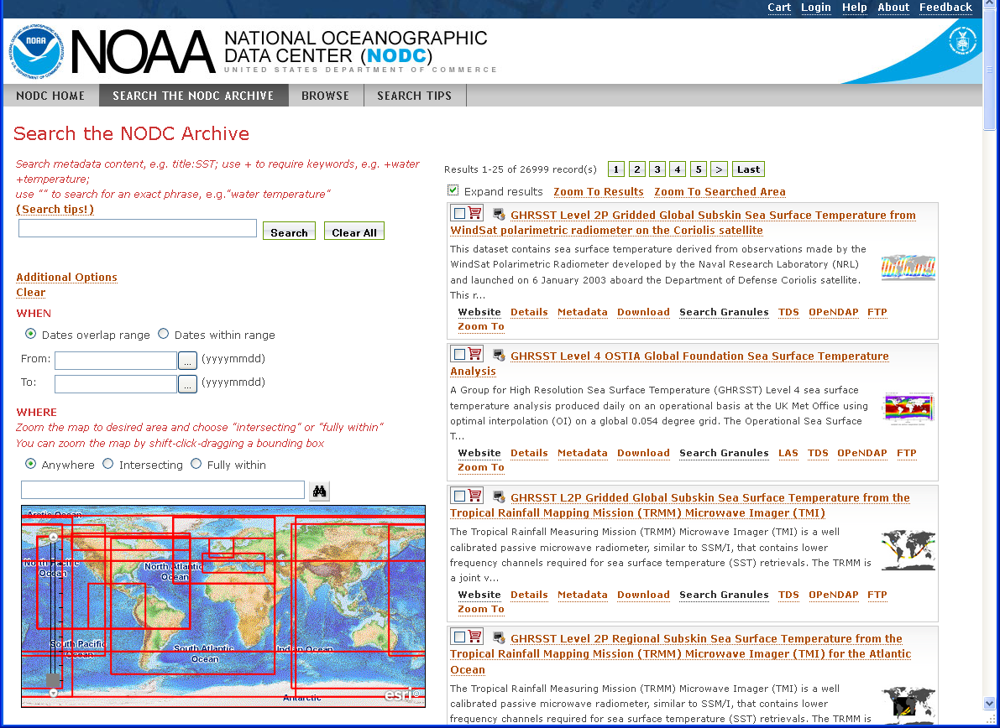 Cart Login Help About Feedback
NOAA
NOAA
NATIONAL OCEANOGRAPHIC
DATA CENTER (NODC)
UNITED STATES DEPARTMENT OF COMMERCE
NODC HOME SEARCH THE NODC ARCHIVE BROWSE SEARCH TIPS
Search the NODC Archive
Search metadata content, e.g. title:SST; use + to require keywords, e.g. +water
+temperature;
use "" to search for an exact phrase, e.g."water temperature"
(Search tips!)
Search Clear All
Additional Options
Clear
WHEN
Dates overlap range Dates within range
From: ... (yyyymmdd)
To: ... (yyyymmdd)
WHERE
Zoom the map to desired area and choose "intersecting" or "fully within"
You can zoom the map by shift-click-dragging a bounding box
Anywhere Intersecting Fully within
Arctic Ocean
North Pacific
Ocean
North Atlantic
Ocean
South Pacific
Ocean
South Atlantic
Ocean
Indian Ocean
Antarctic
esri
Results 1-25 of 26999 record(s) 1 2 3 4 5 > Last
Expand results Zoom To Results Zoom To Searched Area
GHRSST Level 2P Gridded Global Subskin Sea Surface Temperature from
WindSat polarimetric radiometer on the Coriolis satellite
This dataset contains sea surface temperature derived from observations made by the
WindSat Polarimetric Radiometer developed by the Naval Research Laboratory (NRL)
and launched on 6 January 2003 aboard the Department of Defense Coriolis satellite.
This r...
Website Details Metadata Download Search Granules TDS OPeNDAP FTP
Zoom To
GHRSST Level 4 OSTIA Global Foundation Sea Surface Temperature
Analysis
A Group for High Resolution Sea Surface Temperature (GHRSST) Level 4 sea surface
temperature analysis produced daily on an operational basis at the UK Met Office using
optimal interpolation (OI) on a global 0.054 degree grid. The Operational Sea Surface
T...
Website Details Metadata Download Search Granules LAS TDS OPeNDAP FTP
Zoom To
GHRSST L2P Gridded Global Subskin Sea Surface Temperature from the
Tropical Rainfall Mapping Mission (TRMM) Microwave Imager (TMI)
The Tropical Rainfall Measuring Mission (TRMM) Microwave Imager (TMI) is a well
calibrated passive microwave radiometer, similar to SSM/I, that contains lower
frequency channels required for sea surface temperature (SST) retrievals. The TRMM is
a joint v...
Website Details Metadata Download Search Granules TDS OPeNDAP FTP
Zoom To
GHRSST Level 2P Regional Subskin Sea Surface Temperature from the
Tropical Rainfall Mapping Mission (TRMM) Microwave Imager (TMI) for the Atlantic
Ocean
The Tropical Rainfall Measuring Mission (TRMM) Microwave Imager (TMI) is a well
calibrated passive microwave radiometer, similar to SSM/I, that contains lower
frequency channels required for sea surface temperature (SST) retrievals. The TRMM is